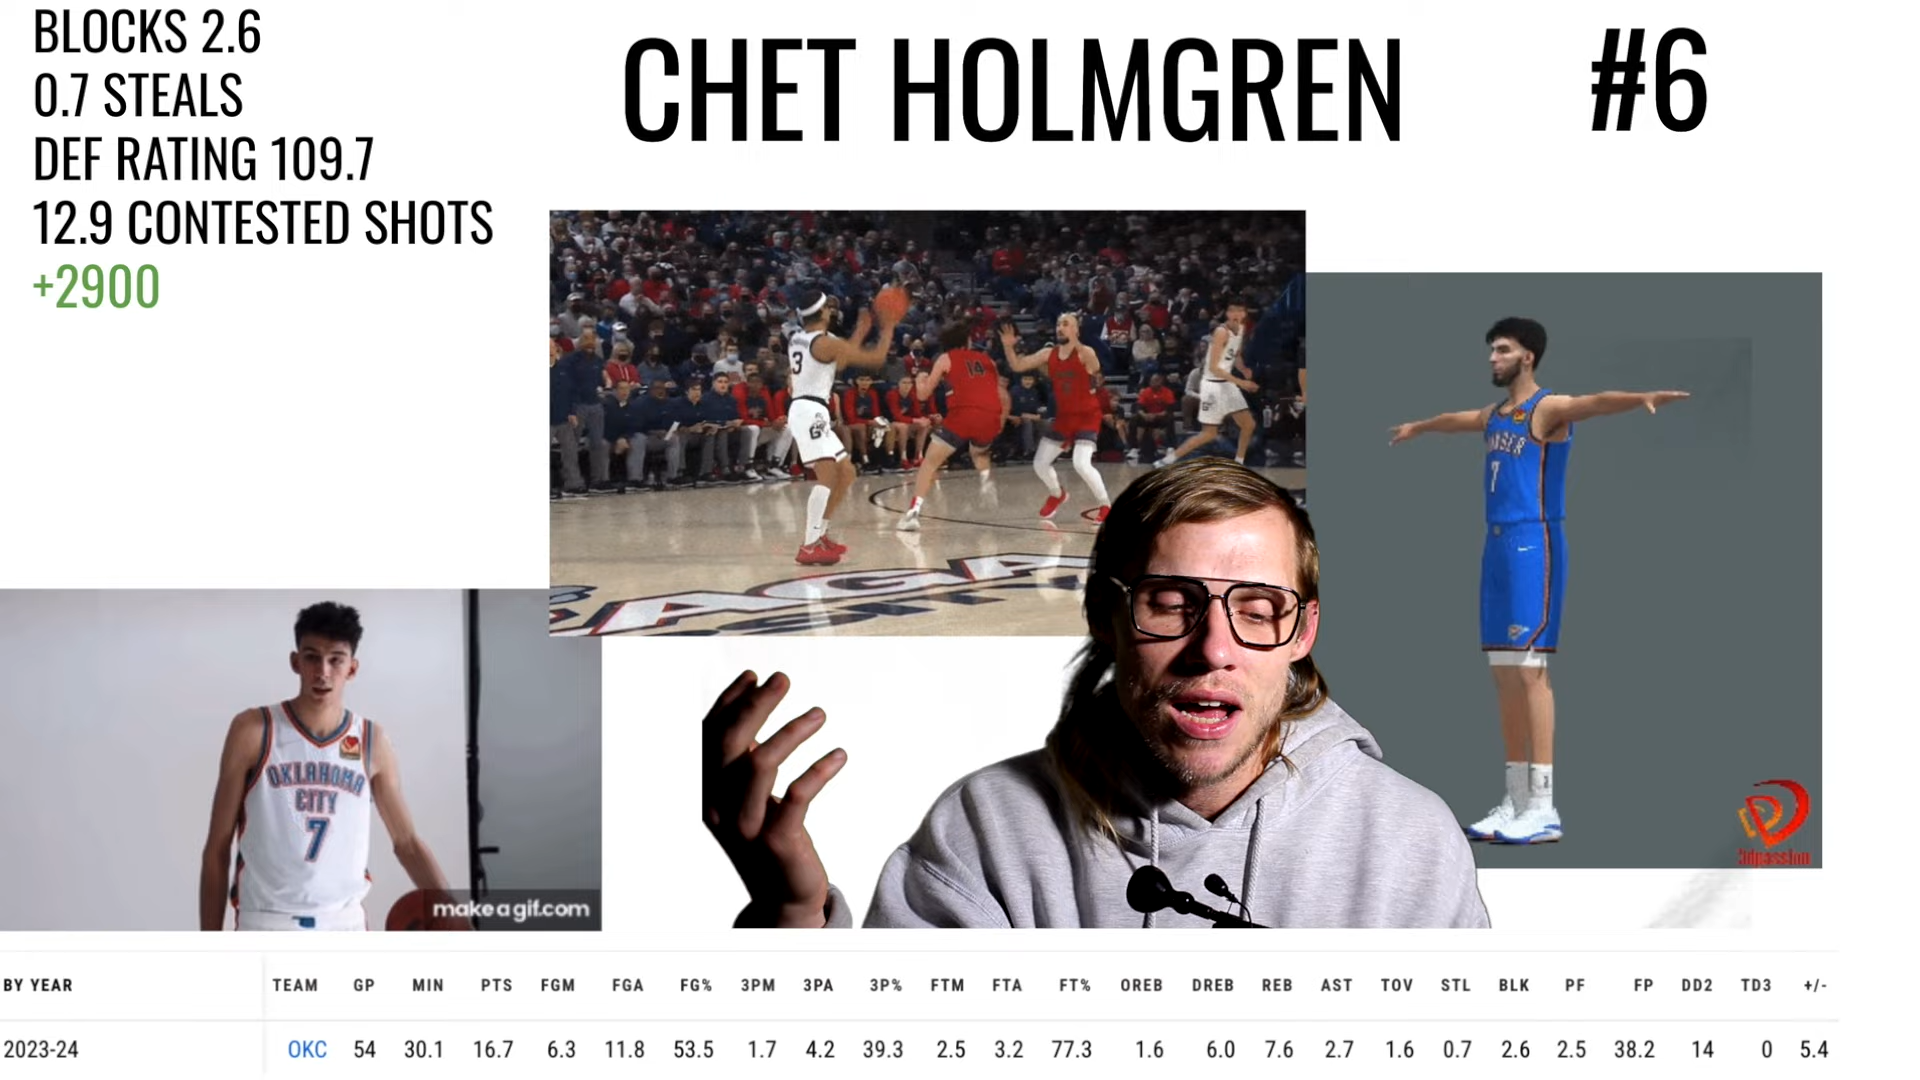 BLOCKS 2.6
0.7 STEALS
DEF RATING 109.7
12.9 CONTESTED SHOTS
+2900
CHET HOLMGREN
#6
3
14
7
OKLAHOMA
CITY
7
makeagif.com
3dpassion
BY YEAR TEAM GP MIN PTS FGM FGA FG% 3PM 3PA 3P% FTM FTA FT% OREB DREB REB AST TOV STL BLK PF FP DD2 TD3 +/-
2023-24 OKC 54 30.1 16.7 6.3 11.8 53.5 1.7 4.2 39.3 2.5 3.2 77.3 1.6 6.0 7.6 2.7 1.6 0.7 2.6 2.5 38.2 14 0 5.4